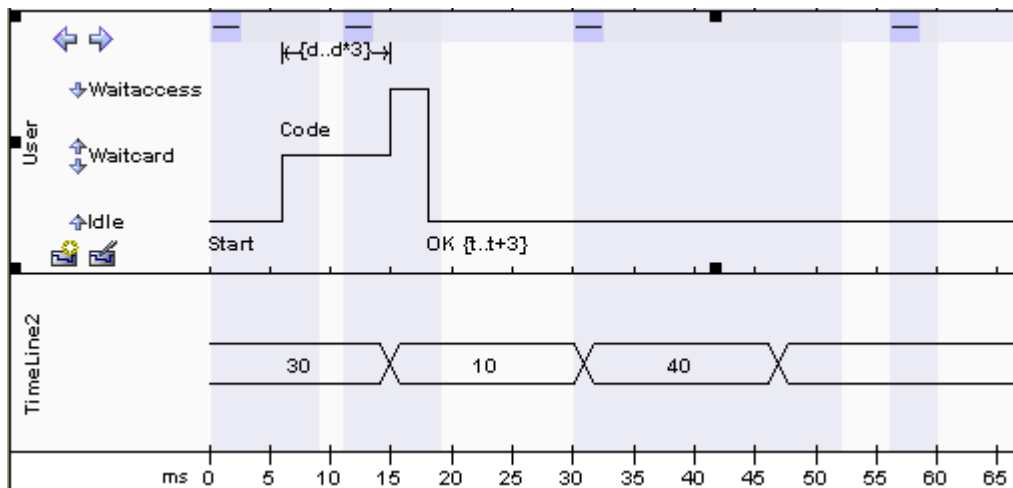 {d..d*3}
Waitaccess
Code
User
Waitcard
Idle
Start
OK {t..t+3}
TimeLine2
30
10
40
ms 0 5 10 15 20 25 30 35 40 45 50 55 60 65